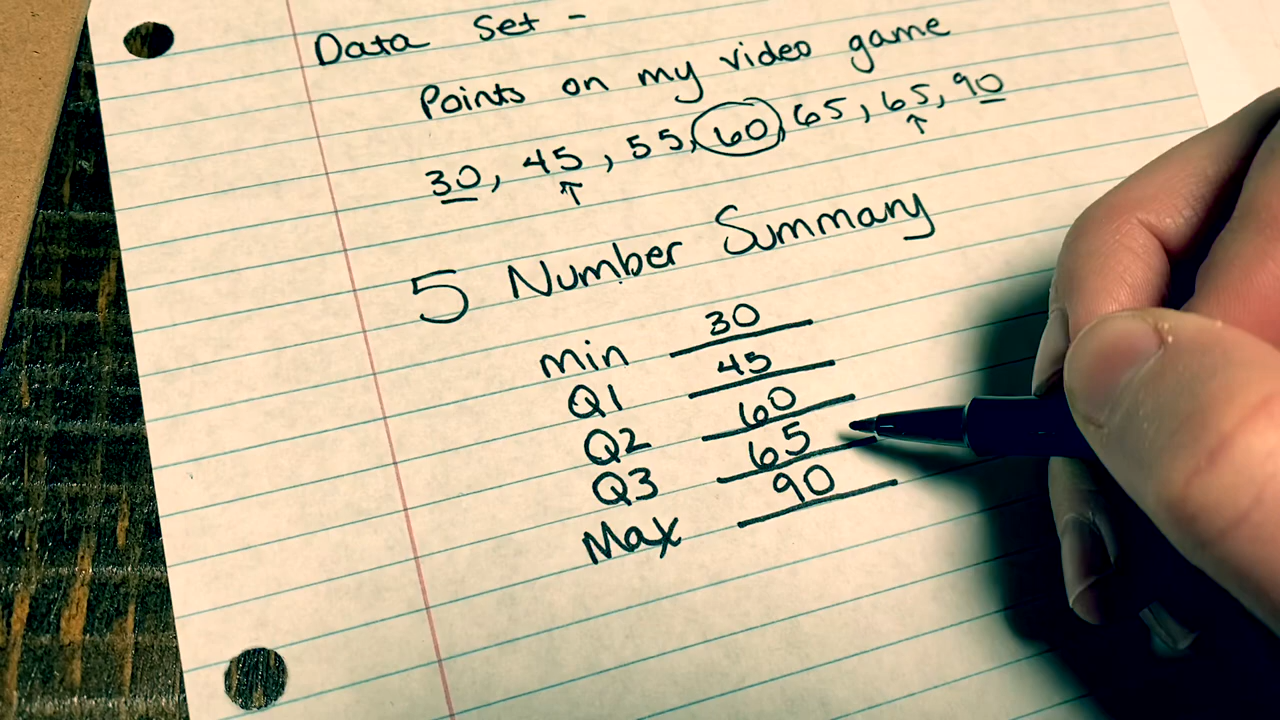 Data Set -
Points on my video game
30, 45, 55, 60, 65, 65, 90
5 Number Summary
min 30
Q1 45
Q2 60
Q3 65
Max 90